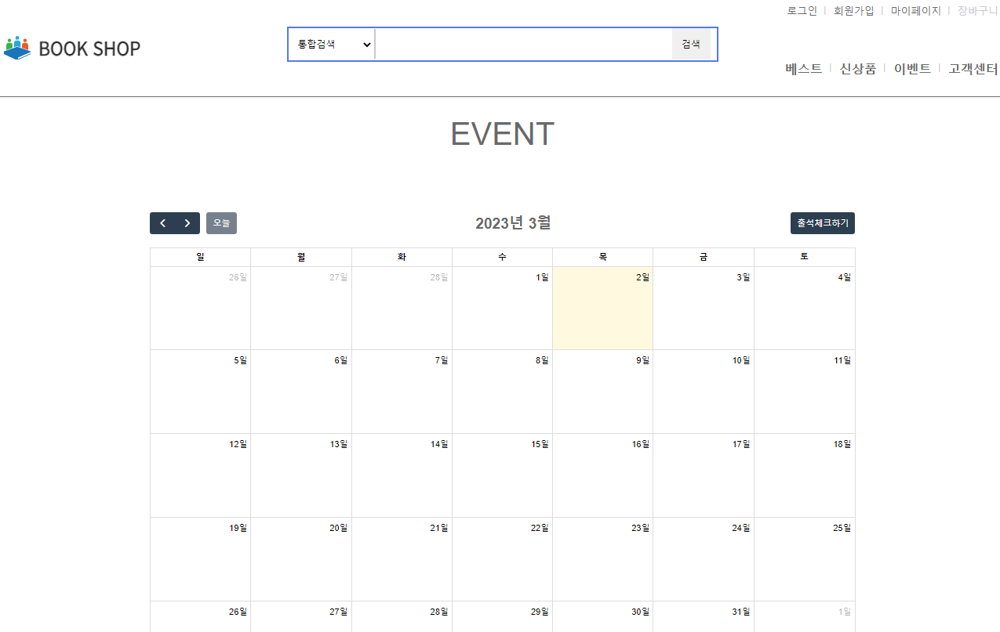 로그인 | 회원가입 | 마이페이지 | 장바구니
BOOK SHOP
통합검색 검색
베스트 | 신상품 | 이벤트 | 고객센터
EVENT
오늘 2023년 3월 출석체크하기
일 월 화 수 목 금 토
26일 27일 28일 1일 2일 3일 4일
5일 6일 7일 8일 9일 10일 11일
12일 13일 14일 15일 16일 17일 18일
19일 20일 21일 22일 23일 24일 25일
26일 27일 28일 29일 30일 31일 1일